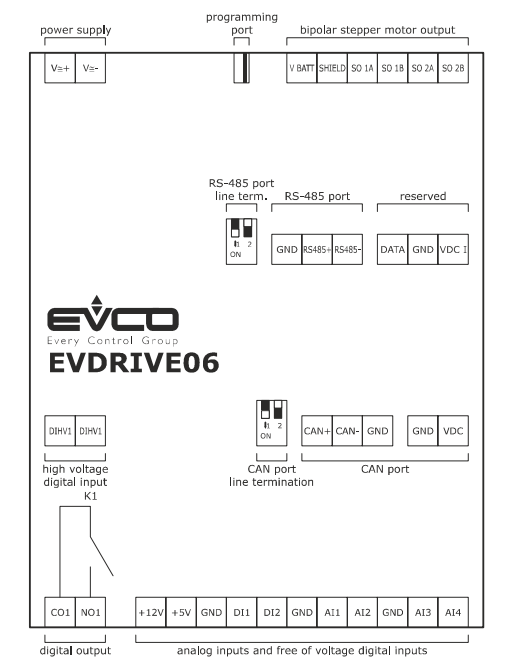 programming
power supply port bipolar stepper motor output
V≂+ V≂- V BATT SHIELD SO 1A SO 1B SO 2A SO 2B
RS-485 port
line term. RS-485 port reserved
1 2
ON
GND RS485+ RS485- DATA GND VDC I
EVCO
Every Control Group
EVDRIVE06
1 2
ON
DIHV1 DIHV1 CAN+ CAN- GND GND VDC
high voltage CAN port CAN port
digital input line termination
K1
CO1 NO1 +12V +5V GND DI1 DI2 GND AI1 AI2 GND AI3 AI4
digital output analog inputs and free of voltage digital inputs